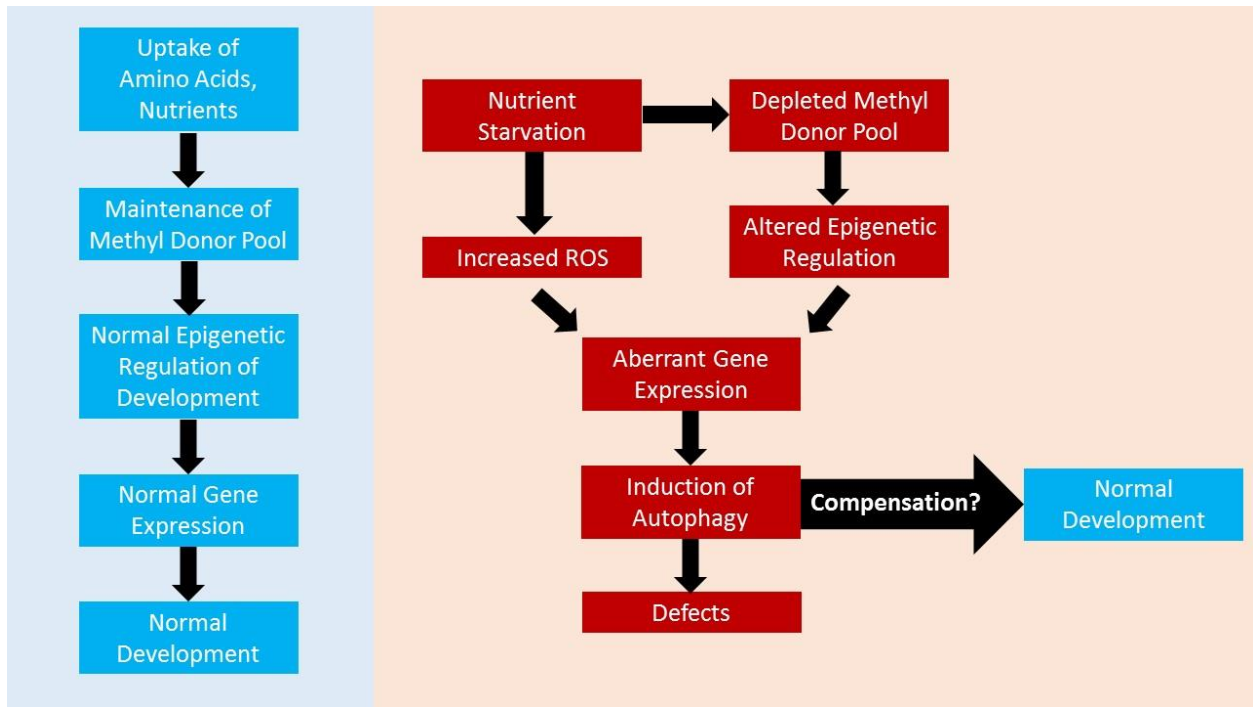 Uptake of
Amino Acids,
Nutrients
Maintenance of
Methyl Donor Pool
Normal Epigenetic
Regulation of
Development
Normal Gene
Expression
Normal
Development
Nutrient
Starvation
Depleted Methyl
Donor Pool
Increased ROS
Altered Epigenetic
Regulation
Aberrant Gene
Expression
Induction of
Autophagy
Compensation?
Normal
Development
Defects